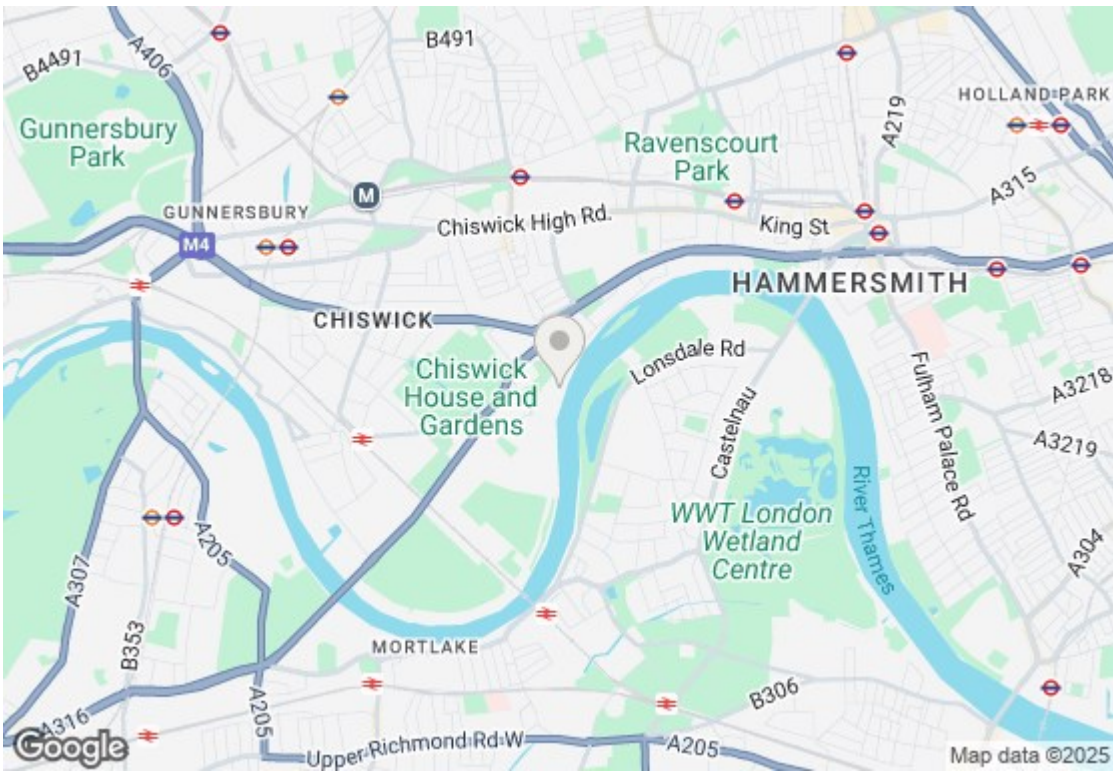 B491
B4491
A406
HOLLAND PARK
A219
Gunnersbury
Park
Ravenscourt
Park
A315
M
GUNNERSBURY
Chiswick High Rd.
King St
M4
HAMMERSMITH
CHISWICK
Lonsdale Rd
Chiswick
House and
Gardens
Fulham Palace Rd
A3218
Castelnau
A3219
River Thames
WWT London
Wetland
Centre
A205
A307
A304
B353
MORTLAKE
B306
A205
A316
Upper Richmond Rd W
A205
Google
Map data ©2025